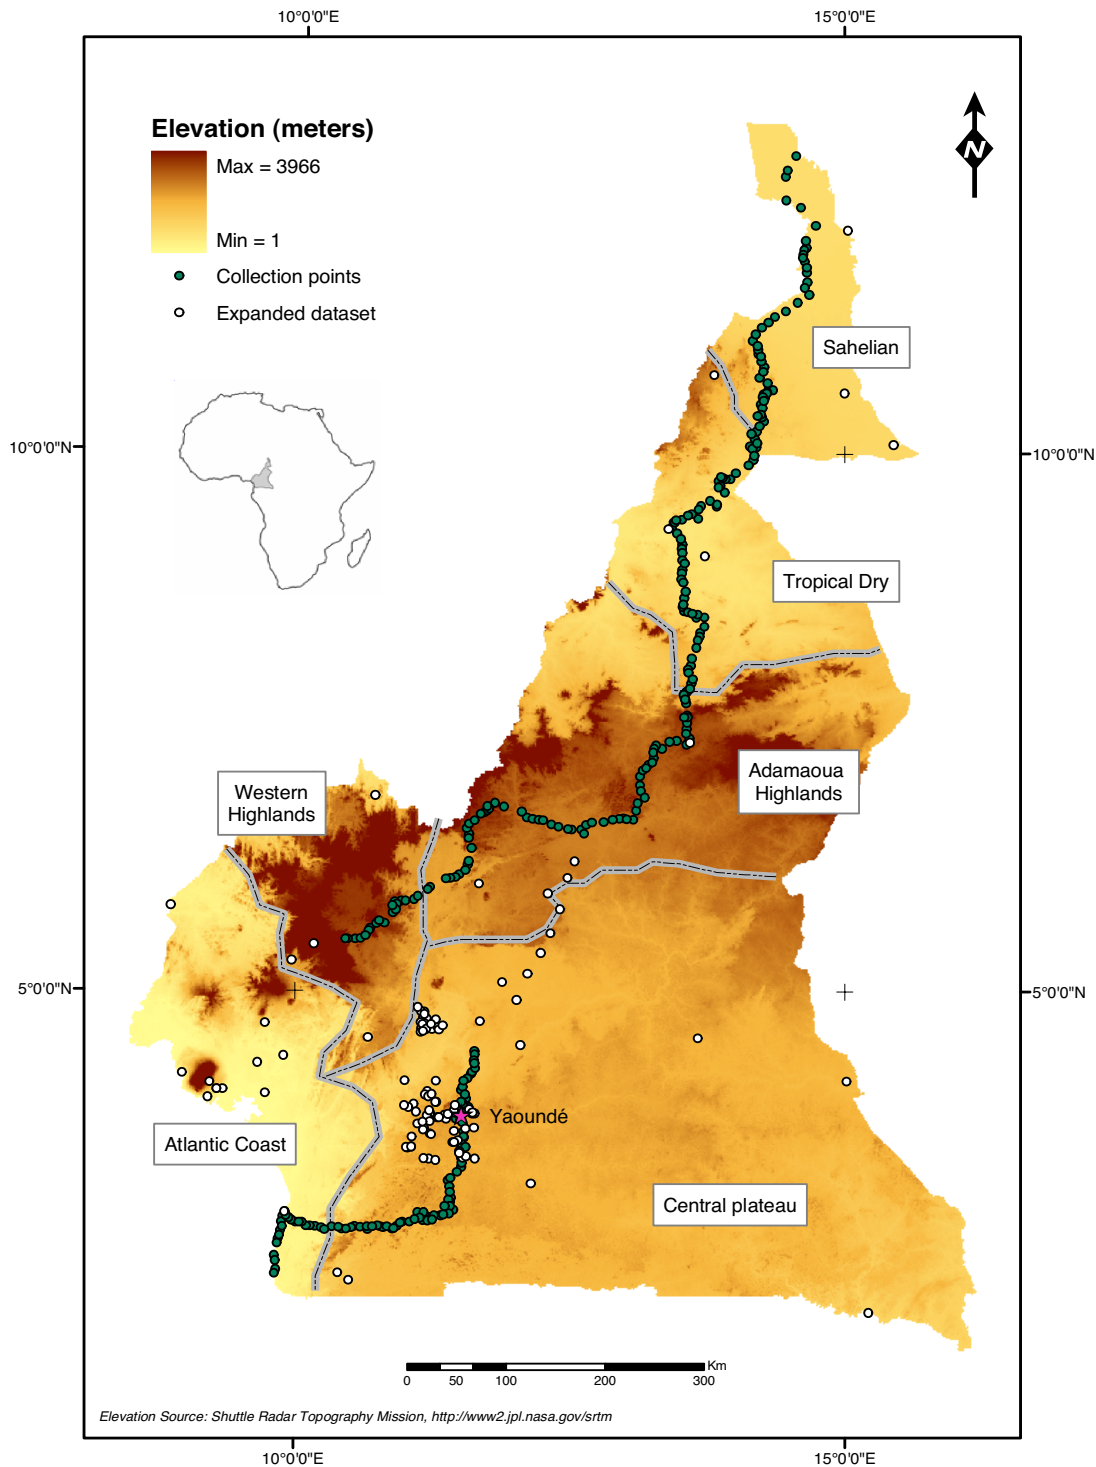 10°0'0"E
15°0'0"E
Elevation (meters)
Max = 3966
Min = 1
Collection points
Expanded dataset
N
Sahelian
10°0'0"N
10°0'0"N
Tropical Dry
Adamaoua
Highlands
Western
Highlands
5°0'0"N
5°0'0"N
Yaoundé
Atlantic Coast
Central plateau
Km
0 50 100 200 300
Elevation Source: Shuttle Radar Topography Mission, http://www2.jpl.nasa.gov/srtm
10°0'0"E
15°0'0"E